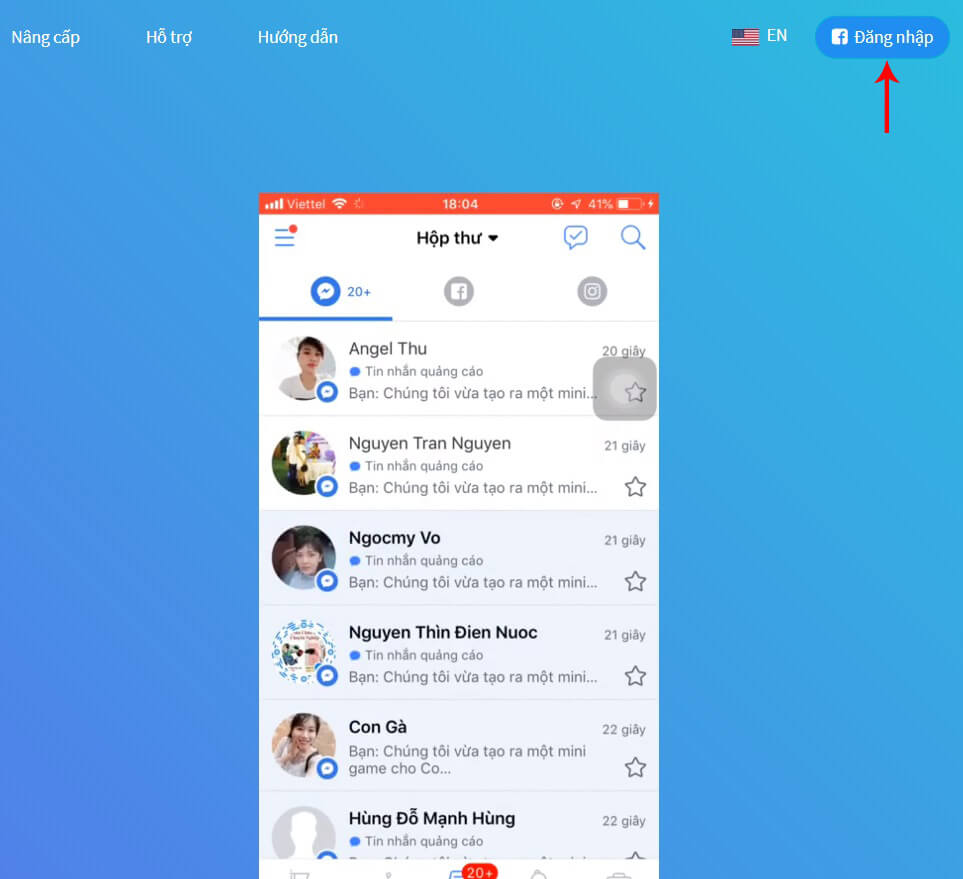 Nâng cấp
Hỗ trợ
Hướng dẫn
EN
Đăng nhập
Viettel
18:04
41%
Hộp thư
20+
Angel Thu
20 giây
Tin nhắn quảng cáo
Bạn: Chúng tôi vừa tạo ra một mini...
Nguyen Tran Nguyen
21 giây
Tin nhắn quảng cáo
Bạn: Chúng tôi vừa tạo ra một mini...
Ngocmy Vo
21 giây
Tin nhắn quảng cáo
Bạn: Chúng tôi vừa tạo ra một mini...
Nguyen Thìn Đien Nuoc
21 giây
Tin nhắn quảng cáo
Bạn: Chúng tôi vừa tạo ra một mini...
Con Gà
22 giây
Bạn: Chúng tôi vừa tạo ra một mini
game cho Co...
Hùng Đỗ Mạnh Hùng
22 giây
Tin nhắn quảng cáo
20+